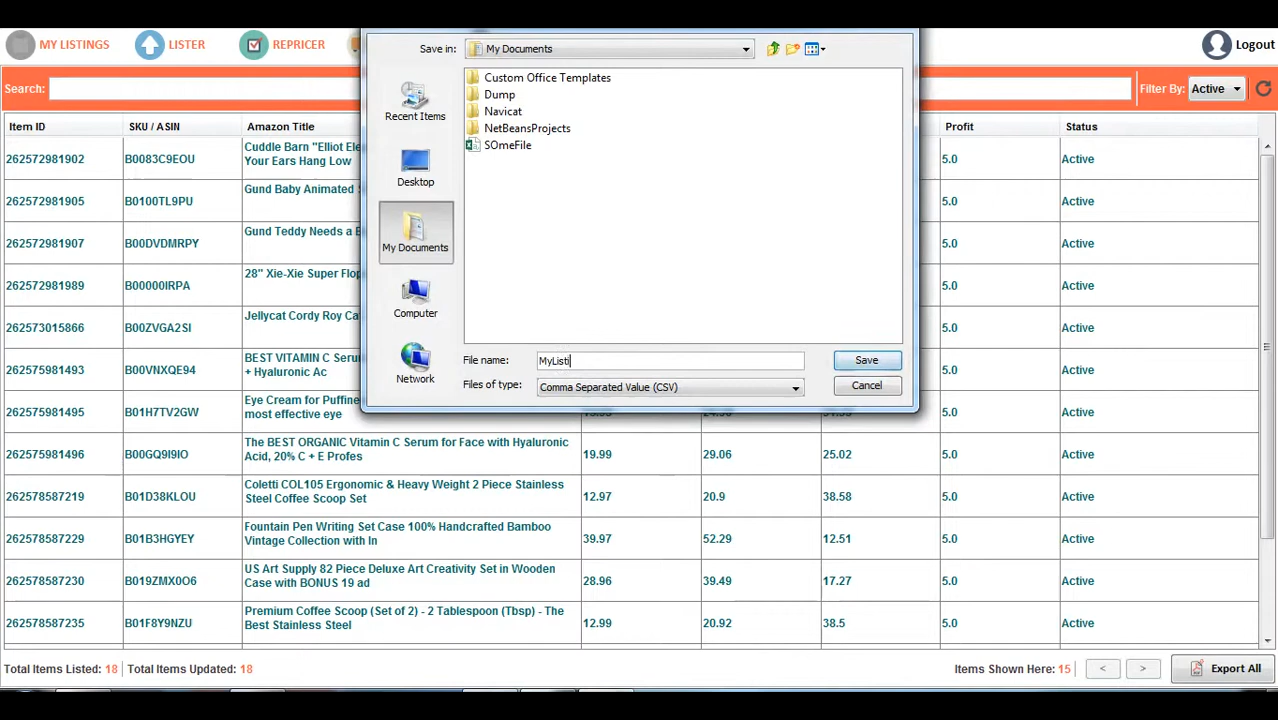 MY LISTINGS LISTER REPRICER Logout
Save in: My Documents
Search: Filter By: Active
Item ID SKU / ASIN Amazon Title Profit Status
Custom Office Templates
Dump
Navicat
NetBeansProjects
SOmeFile
Recent Items
Desktop
My Documents
Computer
Network
File name: MyListi Save
Files of type: Comma Separated Value (CSV) Cancel
262572981902 B0083C9EOU Cuddle Barn "Elliot Ele 5.0 Active
Your Ears Hang Low
262572981905 B0100TL9PU Gund Baby Animated 5.0 Active
262572981907 B00DVDMRPY Gund Teddy Needs a B 5.0 Active
262572981989 B00000IRPA 28" Xie-Xie Super Flop 5.0 Active
262573015866 B00ZVGA2SI Jellycat Cordy Roy Ca 5.0 Active
262575981493 B00VNXQE94 BEST VITAMIN C Seru 5.0 Active
+ Hyaluronic Ac
262575981495 B01H7TV2GW Eye Cream for Puffine 5.0 Active
most effective eye
262575981496 B00GQ9I9IO The BEST ORGANIC Vitamin C Serum for Face with Hyaluronic 19.99 29.06 25.02 5.0 Active
Acid, 20% C + E Profes
262578587219 B01D38KLOU Coletti COL105 Ergonomic & Heavy Weight 2 Piece Stainless 12.97 20.9 38.58 5.0 Active
Steel Coffee Scoop Set
262578587229 B01B3HGYEY Fountain Pen Writing Set Case 100% Handcrafted Bamboo 39.97 52.29 12.51 5.0 Active
Vintage Collection with In
262578587230 B019ZMX0O6 US Art Supply 82 Piece Deluxe Art Creativity Set in Wooden 28.96 39.49 17.27 5.0 Active
Case with BONUS 19 ad
262578587235 B01F8Y9NZU Premium Coffee Scoop (Set of 2) - 2 Tablespoon (Tbsp) - The 12.99 20.92 38.5 5.0 Active
Best Stainless Steel
Total Items Listed: 18 Total Items Updated: 18 Items Shown Here: 15 < > Export All